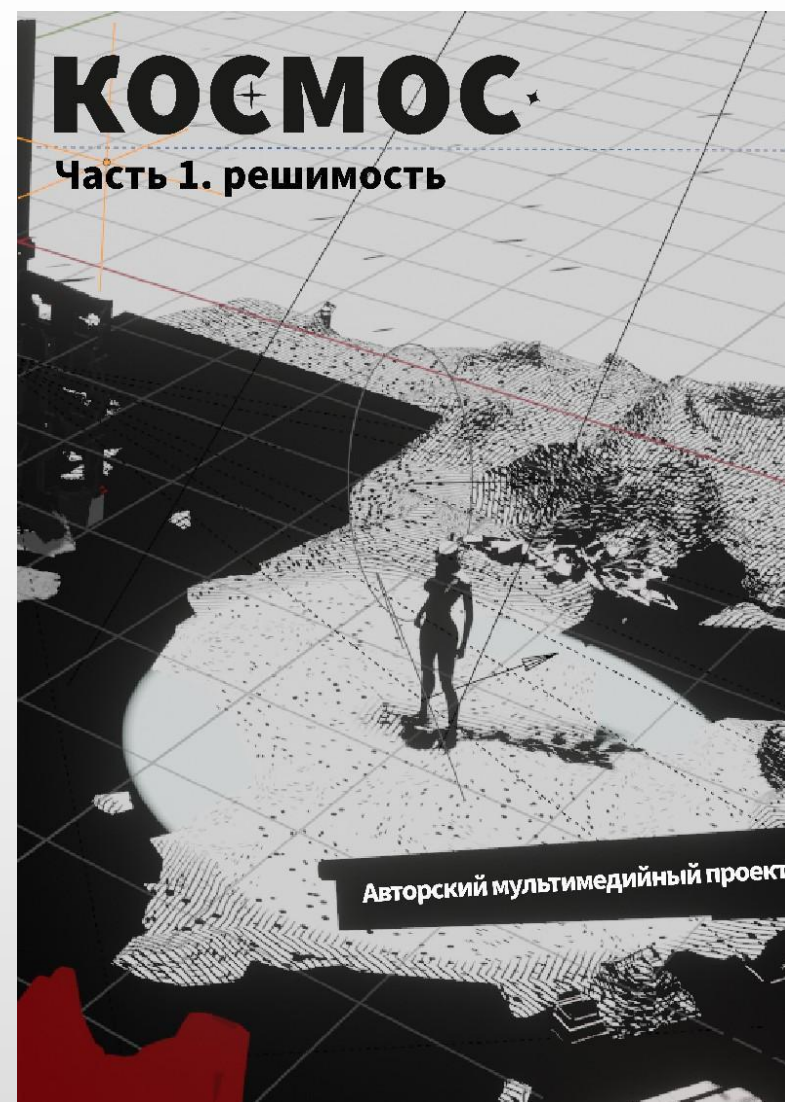 КОСМОС
Часть 1. решимость
Авторский мультимедийный проект